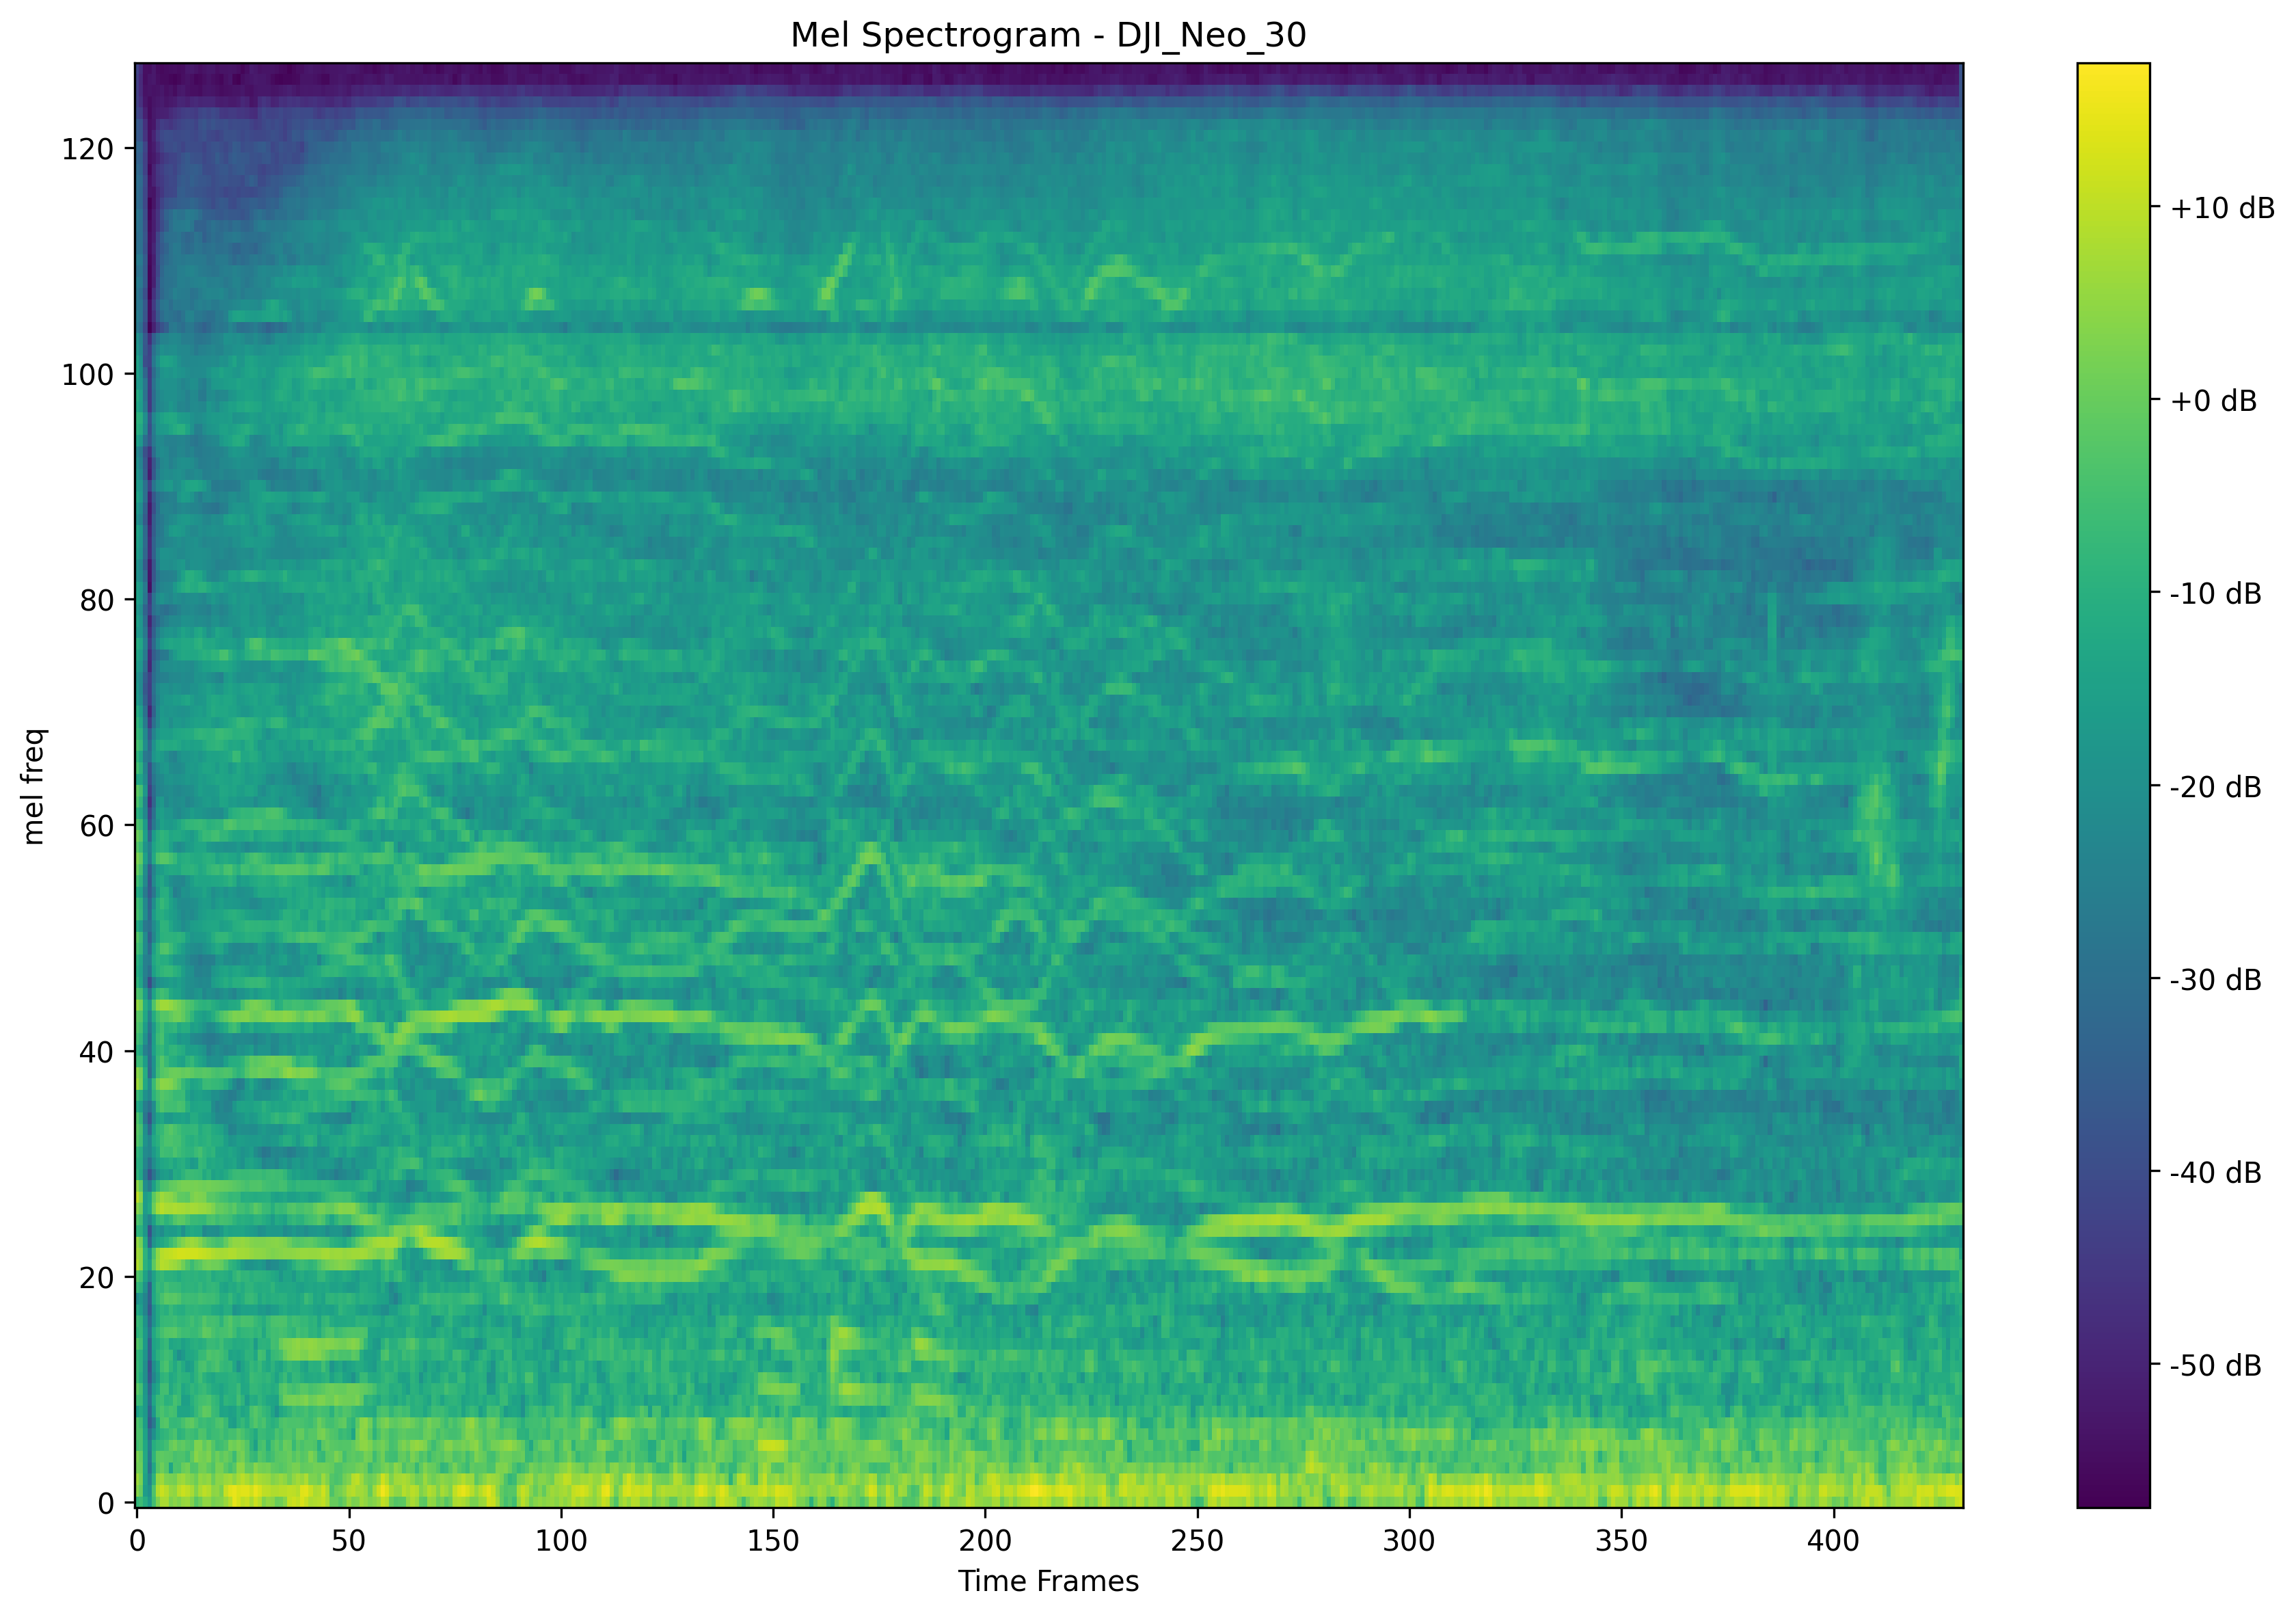 Mel Spectrogram - DJI_Neo_30
mel freq
120
100
80
60
40
20
0
0 50 100 150 200 250 300 350 400
Time Frames
+10 dB
+0 dB
-10 dB
-20 dB
-30 dB
-40 dB
-50 dB